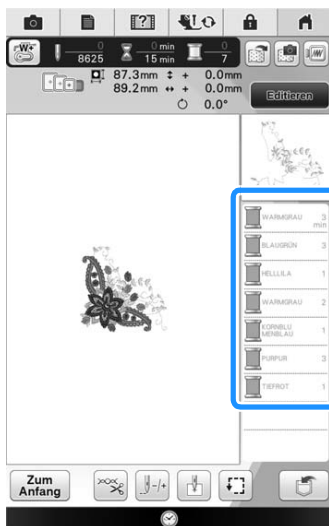 W+
0
8625
0 min
15 min
0
7
87.3mm + 0.0mm
89.2mm + 0.0mm
0.0°
Editieren
WARMGRAU 3
min
BLAUGRÜN 3
HELLLILA 1
WARMGRAU 2
KORNBLU
MENBLAU 1
PURPUR 3
TIEFROT 1
Zum
Anfang
-/+